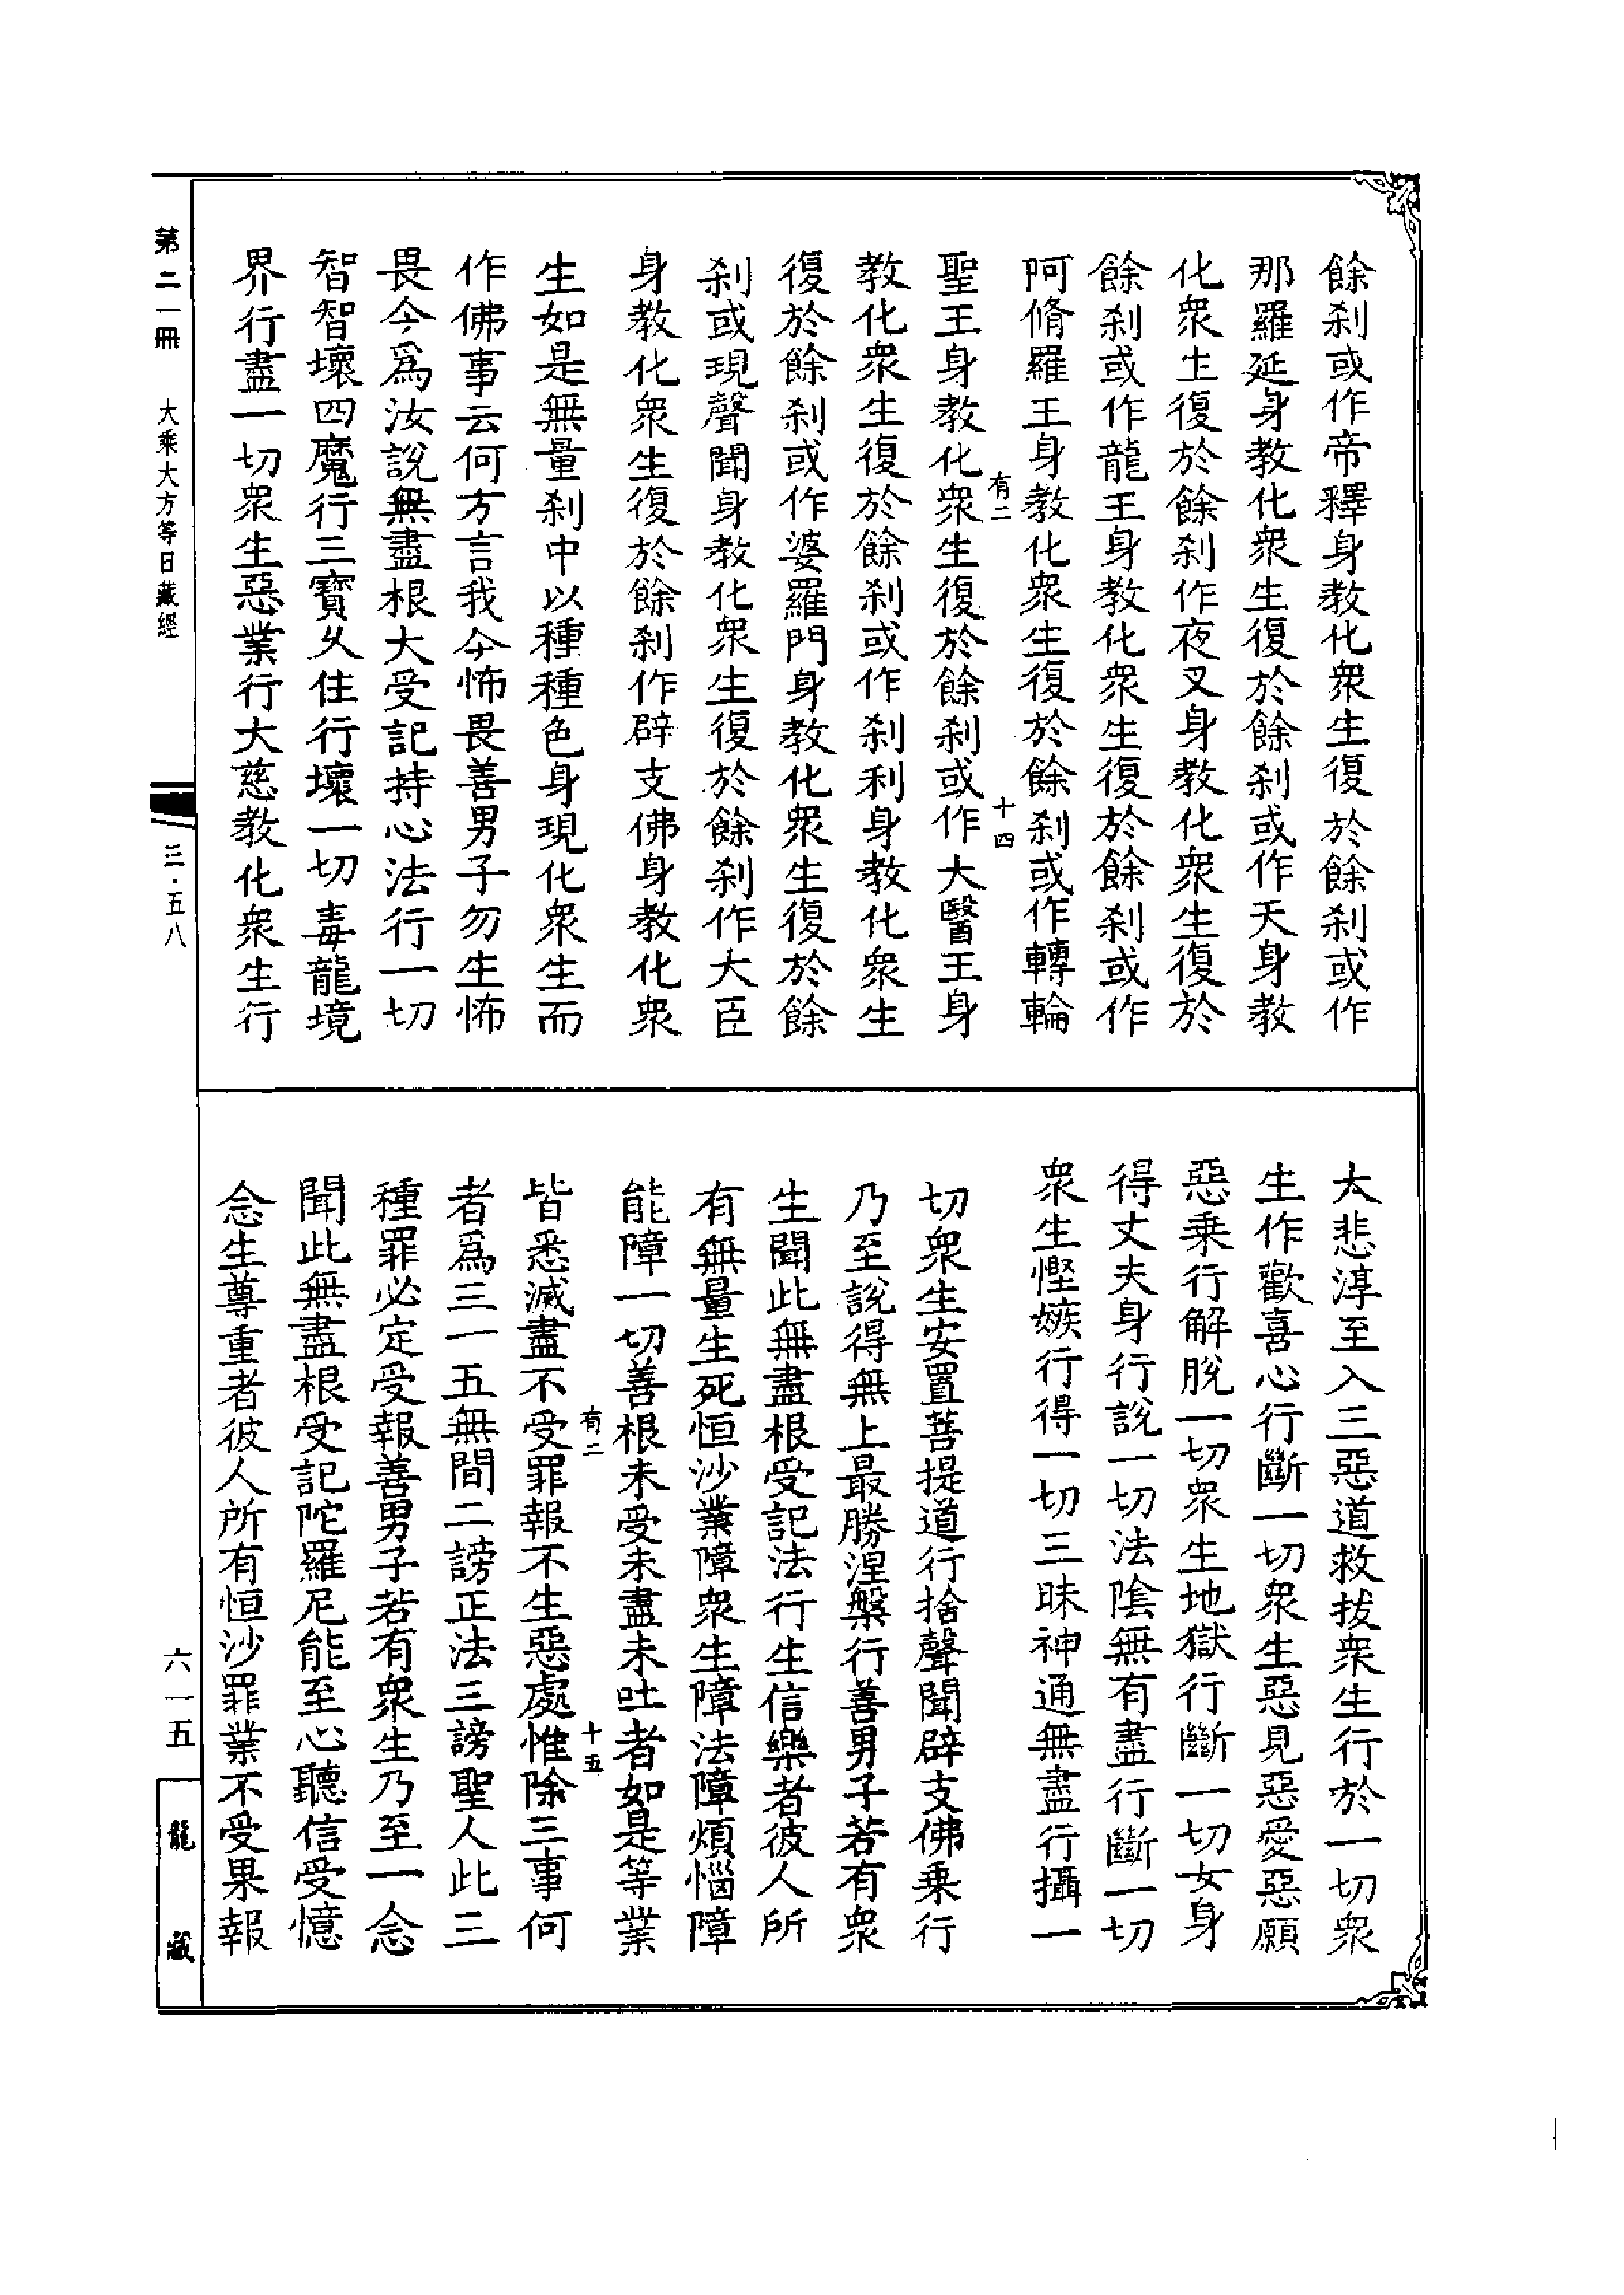 餘刹或作帝釋身教化衆生復於餘刹或作
那羅延身教化衆生復於餘刹或作天身教
化衆生復於餘刹作夜叉身教化衆生復於
餘刹或作龍王身教化衆生復於餘刹或作
阿脩羅王身教化衆生復於餘刹或作轉輪
有二
十四
聖王身教化衆生復於餘刹或作大醫王身
教化衆生復於餘刹或作刹利身教化衆生
復於餘刹或作婆羅門身教化衆生復於餘
刹或現聲聞身教化衆生復於餘刹作大臣
身教化衆生復於餘刹作辟支佛身教化衆
生如是無量刹中以種種色身現化衆生而
作佛事云何方言我今怖畏善男子勿生怖
畏今爲汝說無盡根大受記持心法行一切
智智壞四魔行三寶久住行壞一切毒龍境
界行盡一切衆生惡業行大慈教化衆生行
大悲淳至入三惡道救拔衆生行於一切衆
生作歡喜心行斷一切衆生惡見惡愛惡願
惡乗行解脫一切衆生地獄行斷一切女身
得丈夫身行說一切法陰無有盡行斷一切
衆生慳嫉行得一切三昧神通無盡行攝一
切衆生安置菩提道行捨聲聞辟支佛乗行
乃至說得無上最勝涅槃行善男子若有衆
生聞此無盡根受記法行生信樂者彼人所
有無量生死恒沙業障衆生障法障煩惱障
能障一切善根未受未盡未吐者如是等業
有二
十五
皆悉滅盡不受罪報不生惡處惟除三事何
者爲三一五無間二謗正法三謗聖人此三
種罪必定受報善男子若有衆生乃至一念
聞此無盡根受記陀羅尼能至心聽信受憶
念生尊重者彼人所有恒沙罪業不受果報
第二一冊
大乘大方等日藏經
三·五八
六一五
龍藏